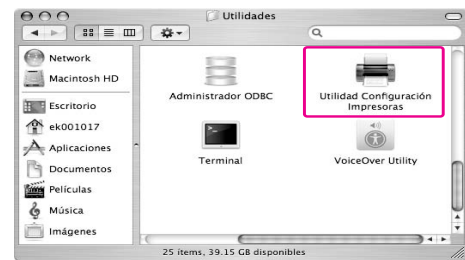 Utilidades
Network
Macintosh HD
Escritorio
ek001017
Aplicaciones
Documentos
Películas
Música
Imágenes
Administrador ODBC
Utilidad Configuración
Impresoras
Terminal
VoiceOver Utility
25 ítems, 39.15 GB disponibles